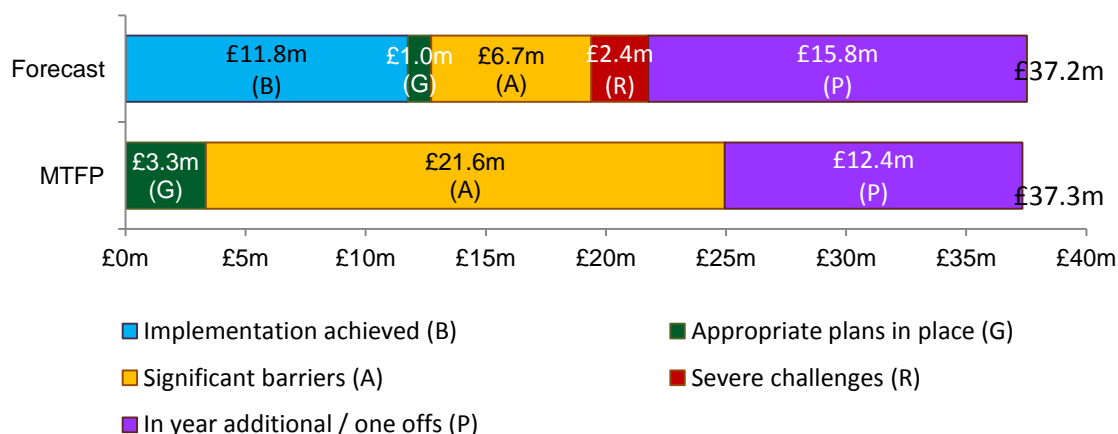 £11.8m £1.0m £6.7m £2.4m £15.8m
Forecast £37.2m
(B) (G) (A) (R) (P)
£3.3m £21.6m £12.4m
MTFP
(G) (A) (P)
£37.3m
£0m £5m £10m £15m £20m £25m £30m £35m £40m
Implementation achieved (B) Appropriate plans in place (G)
Significant barriers (A) Severe challenges (R)
In year additional / one offs (P)